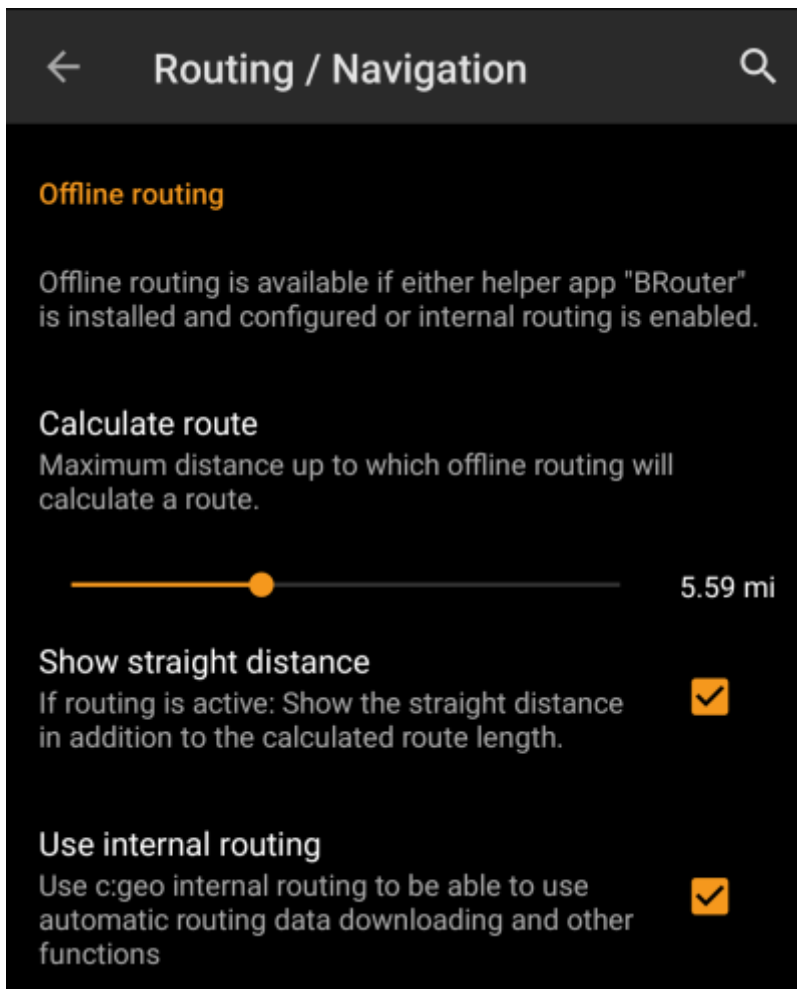 Routing / Navigation
Offline routing
Offline routing is available if either helper app "BRouter"
is installed and configured or internal routing is enabled.
Calculate route
Maximum distance up to which offline routing will
calculate a route.
5.59 mi
Show straight distance
If routing is active: Show the straight distance
in addition to the calculated route length.
Use internal routing
Use c:geo internal routing to be able to use
automatic routing data downloading and other
functions